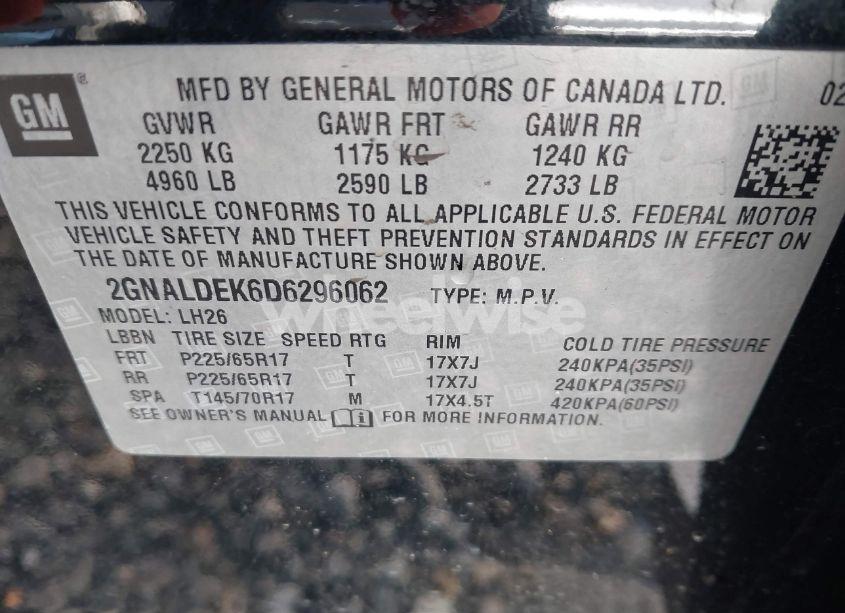 GM ®
MFD BY GENERAL MOTORS OF CANADA LTD. 02
GVWR GAWR FRT GAWR RR
2250 KG 1175 KG 1240 KG
4960 LB 2590 LB 2733 LB
THIS VEHICLE CONFORMS TO ALL APPLICABLE U.S. FEDERAL MOTOR
VEHICLE SAFETY AND THEFT PREVENTION STANDARDS IN EFFECT ON
THE DATE OF MANUFACTURE SHOWN ABOVE.
2GNALDEK6D6296062 TYPE: M.P.V.
wheelwise
MODEL: LH26
LBBN TIRE SIZE SPEED RTG RIM COLD TIRE PRESSURE
FRT P225/65R17 T 17X7J 240KPA(35PSI)
RR P225/65R17 T 17X7J 240KPA(35PSI)
SPA T145/70R17 M 17X4.5T 420KPA(60PSI)
SEE OWNER'S MANUAL FOR MORE INFORMATION.